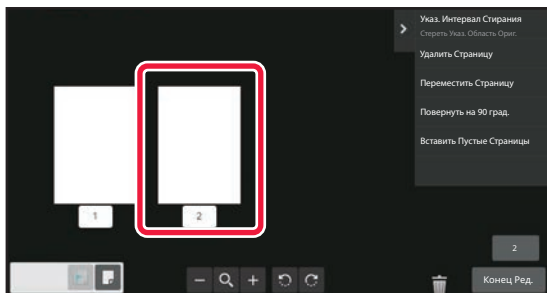 Указ. Интервал Стирания
Стереть Указ. Область Ориг.
Удалить Страницу
Переместить Страницу
Повернуть на 90 град.
Вставить Пустые Страницы
1
2
2
Конец Ред.